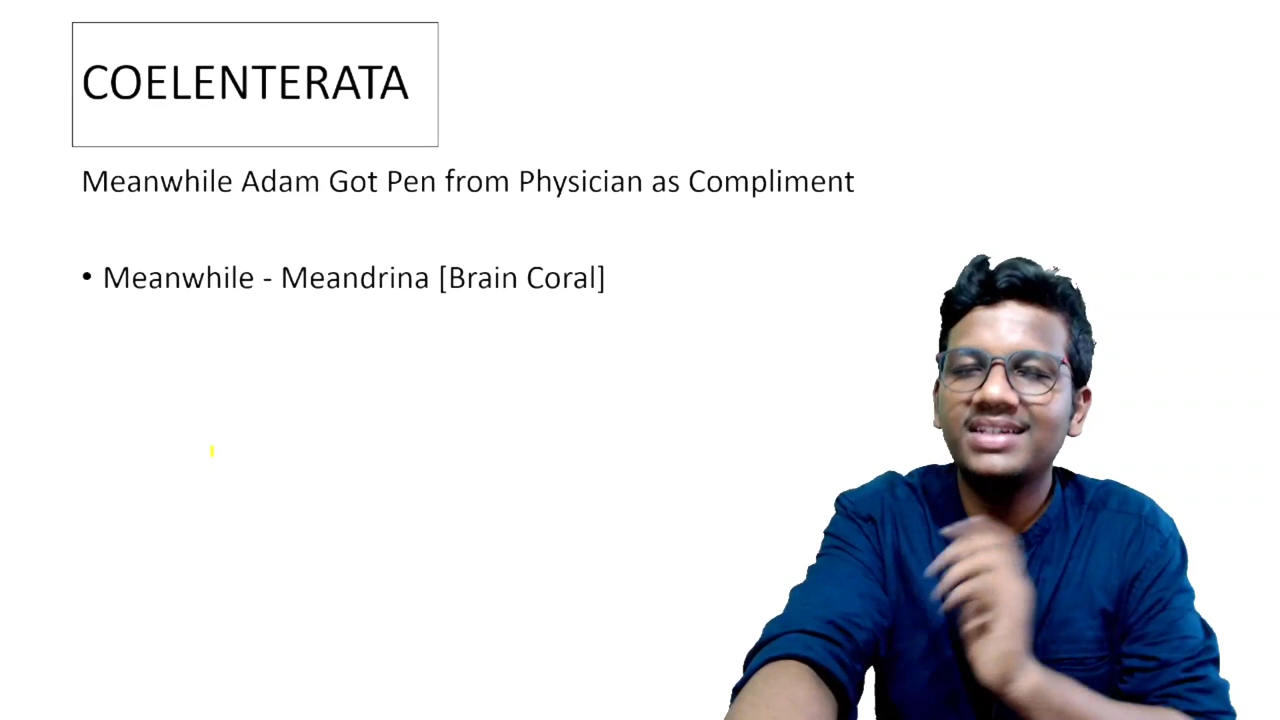 COELENTERATA
Meanwhile Adam Got Pen from Physician as Compliment
• Meanwhile - Meandrina [Brain Coral]